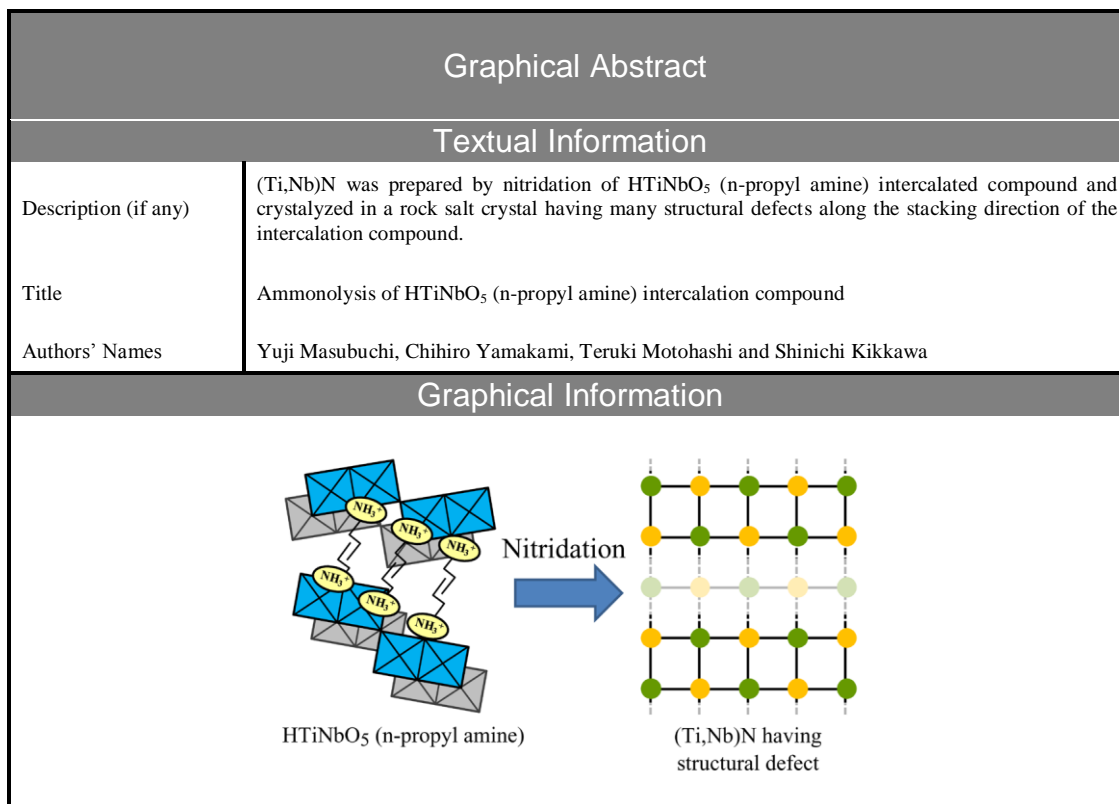 Graphical Abstract
Textual Information
Description (if any)
(Ti,Nb)N was prepared by nitridation of HTiNbO₅ (n-propyl amine) intercalated compound and
crystalyzed in a rock salt crystal having many structural defects along the stacking direction of the
intercalation compound.
Title
Ammonolysis of HTiNbO₅ (n-propyl amine) intercalation compound
Authors' Names
Yuji Masubuchi, Chihiro Yamakami, Teruki Motohashi and Shinichi Kikkawa
Graphical Information
NH₃⁺
NH₃⁺
NH₃⁺
NH₃⁺
NH₃⁺
NH₃⁺
Nitridation
HTiNbO₅ (n-propyl amine)
(Ti,Nb)N having
structural defect